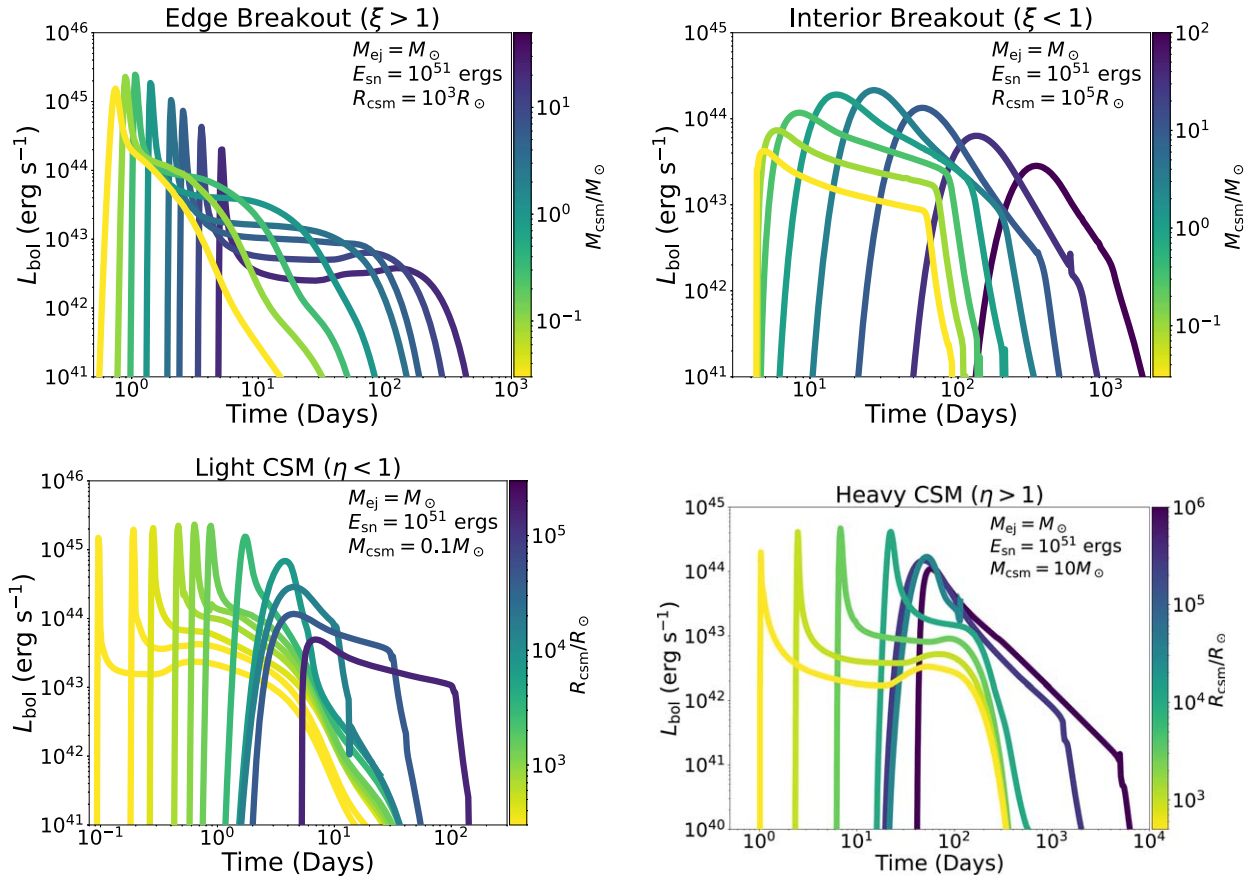 Edge Breakout (ξ > 1)
M_ej = M_⊙
E_sn = 10^51 ergs
R_csm = 10^3 R_⊙
L_bol (erg s^−1)
10^46
10^45
10^44
10^43
10^42
10^41
10^0 10^1 10^2 10^3
Time (Days)
10^1
10^0
10^−1
M_csm/M_⊙
Interior Breakout (ξ < 1)
M_ej = M_⊙
E_sn = 10^51 ergs
R_csm = 10^5 R_⊙
L_bol (erg s^−1)
10^45
10^44
10^43
10^42
10^41
10^1 10^2 10^3
Time (Days)
10^2
10^1
10^0
10^−1
M_csm/M_⊙
Light CSM (η < 1)
M_ej = M_⊙
E_sn = 10^51 ergs
M_csm = 0.1M_⊙
L_bol (erg s^−1)
10^46
10^45
10^44
10^43
10^42
10^41
10^−1 10^0 10^1 10^2
Time (Days)
10^5
10^4
10^3
R_csm/R_⊙
Heavy CSM (η > 1)
M_ej = M_⊙
E_sn = 10^51 ergs
M_csm = 10M_⊙
L_bol (erg s^−1)
10^45
10^44
10^43
10^42
10^41
10^40
10^0 10^1 10^2 10^3 10^4
Time (Days)
10^6
10^5
10^4
10^3
R_csm/R_⊙